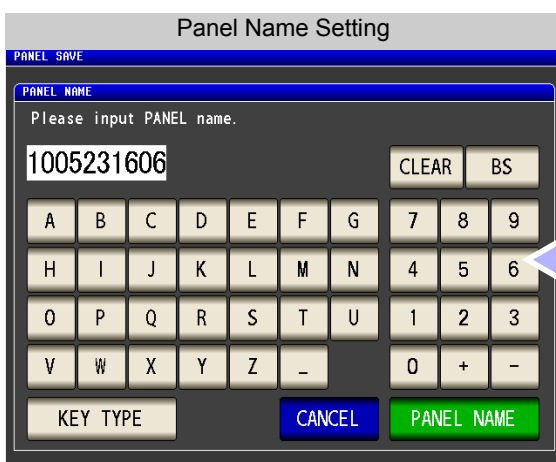 Panel Name Setting
PANEL SAVE
PANEL NAME
Please input PANEL name.
1005231606
CLEAR BS
A B C D E F G 7 8 9
H I J K L M N 4 5 6
O P Q R S T U 1 2 3
V W X Y Z _ 0 + -
KEY TYPE CANCEL PANEL NAME